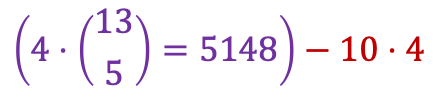 (4 · (13 5) = 5148) − 10 · 4